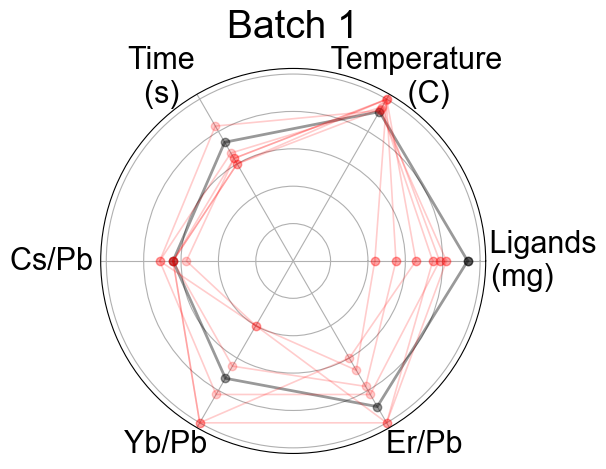 Batch 1
Time
(s)
Temperature
(C)
Cs/Pb
Ligands
(mg)
Yb/Pb
Er/Pb